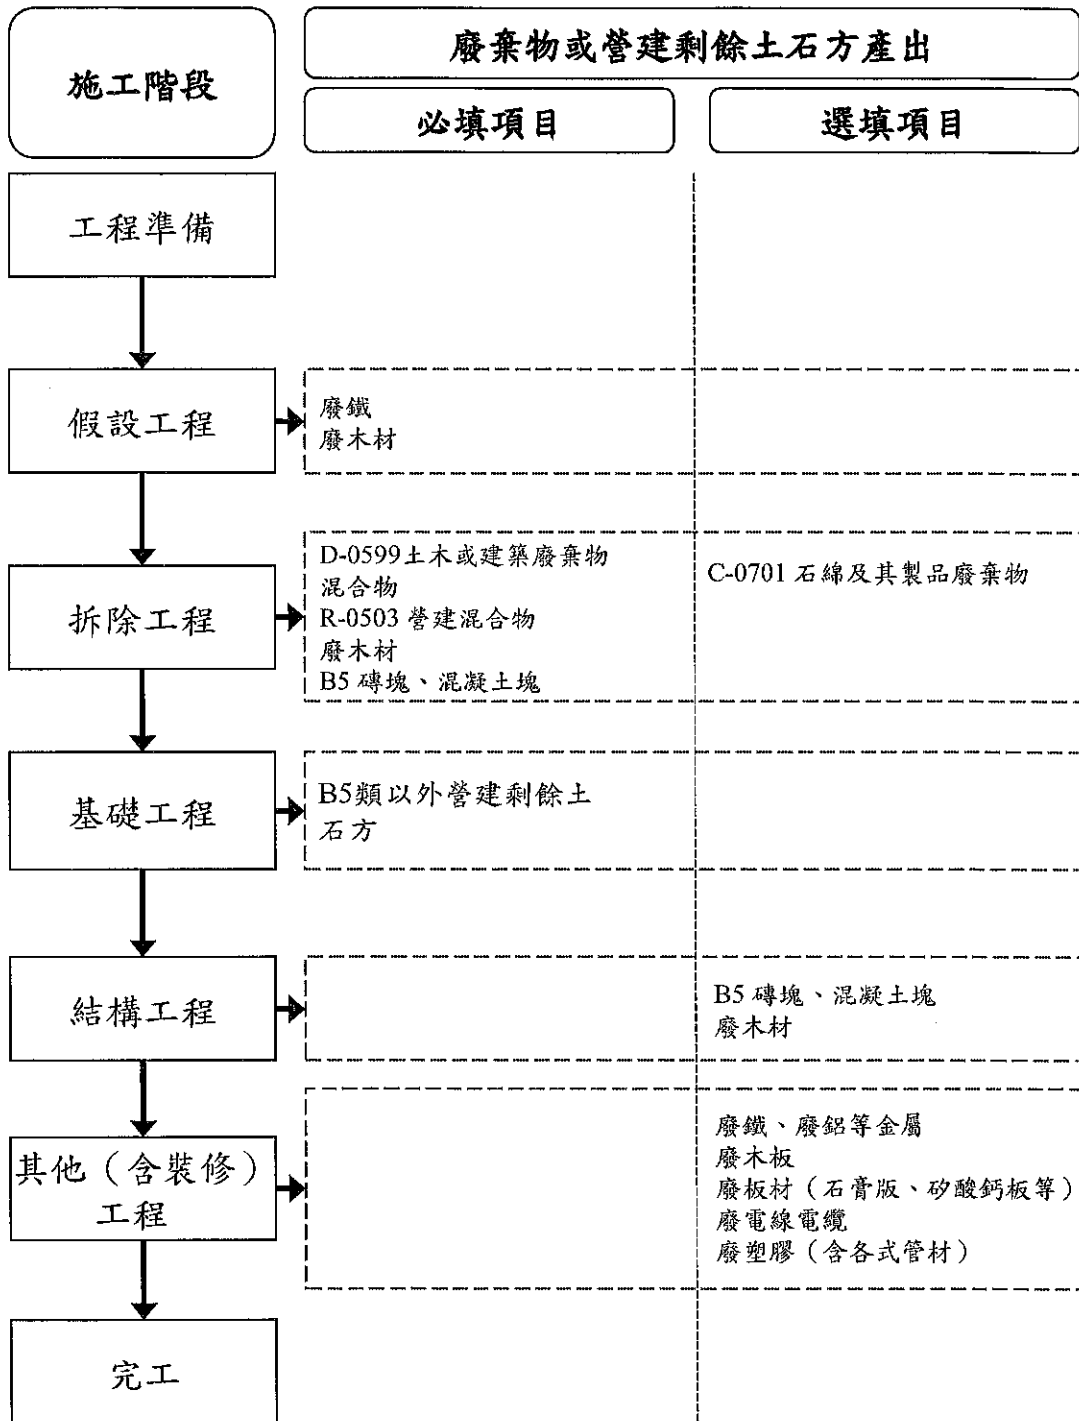 施工階段
廢棄物或營建剩餘土石方產出
必填項目
選填項目
工程準備
假設工程
廢鐵
廢木材
拆除工程
D-0599土木或建築廢棄物
混合物
R-0503 營建混合物
廢木材
B5 磚塊、混凝土塊
C-0701 石綿及其製品廢棄物
基礎工程
B5類以外營建剩餘土
石方
結構工程
B5 磚塊、混凝土塊
廢木材
其他（含裝修）
工程
廢鐵、廢鋁等金屬
廢木板
廢板材（石膏版、矽酸鈣板等）
廢電線電纜
廢塑膠（含各式管材）
完工